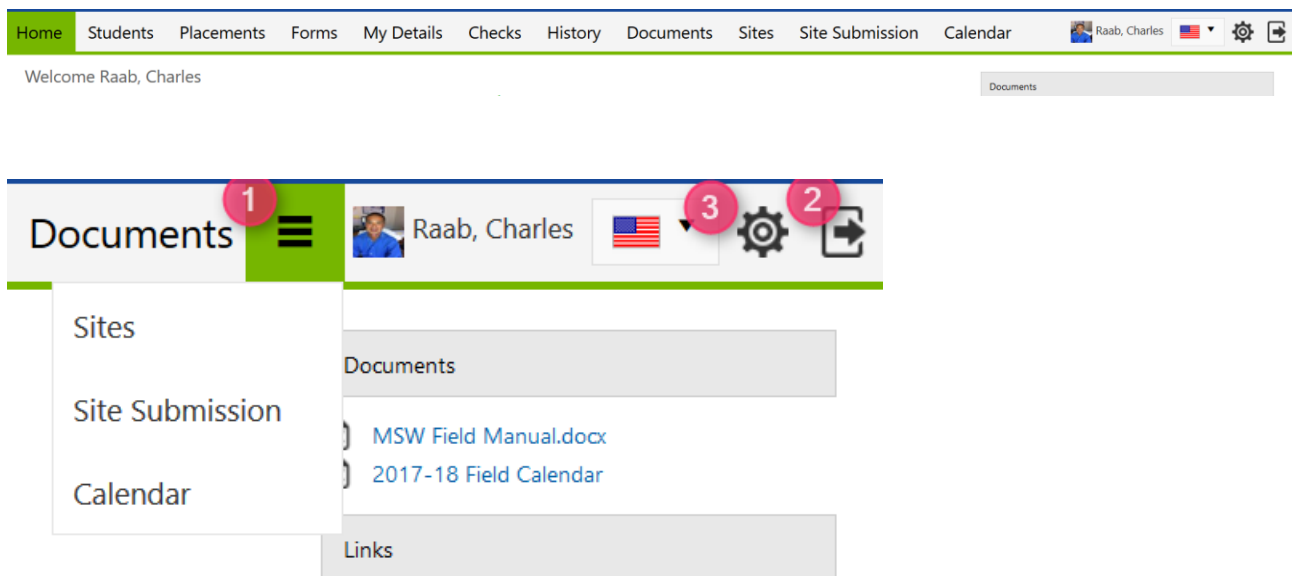 Home Students Placements Forms My Details Checks History Documents Sites Site Submission Calendar Raab, Charles
Welcome Raab, Charles
Documents
1
3
2
Documents Raab, Charles
Sites
Documents
Site Submission
MSW Field Manual.docx
2017-18 Field Calendar
Calendar
Links